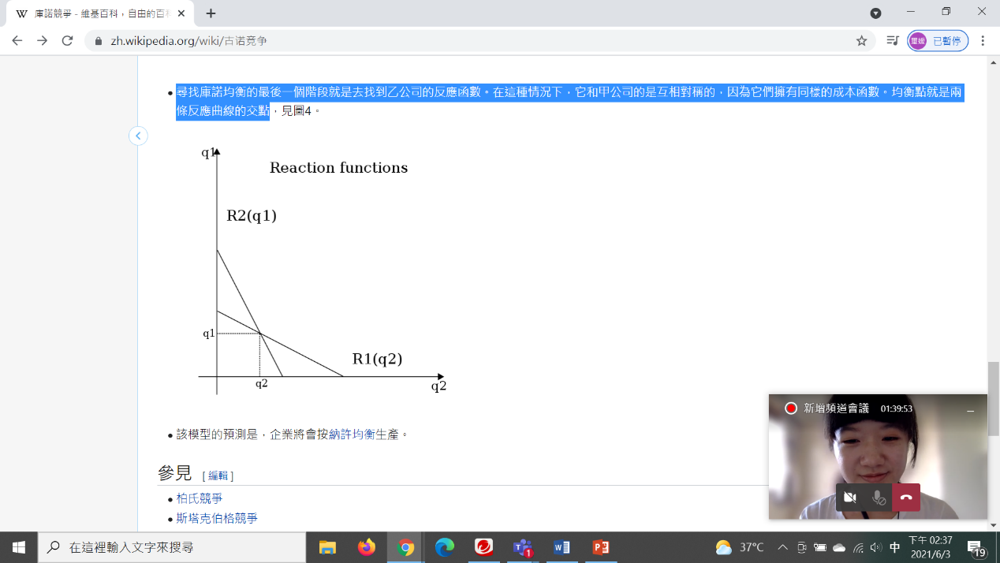 庫諾競爭 - 維基百科，自由的百科
zh.wikipedia.org/wiki/古诺竞争
重媛 已暫停
尋找庫諾均衡的最後一個階段就是去找到乙公司的反應函數。在這種情況下，它和甲公司的是互相對稱的，因為它們擁有同樣的成本函數。均衡點就是兩
條反應曲線的交點，見圖4。
q1
Reaction functions
R2(q1)
q1
R1(q2)
q2
q2
新增頻道會議 01:39:53
該模型的預測是，企業將會按納許均衡生產。
參見 [ 編輯 ]
柏氏競爭
斯塔克伯格競爭
在這裡輸入文字來搜尋
1
37°C
中
下午 02:37
2021/6/3
19